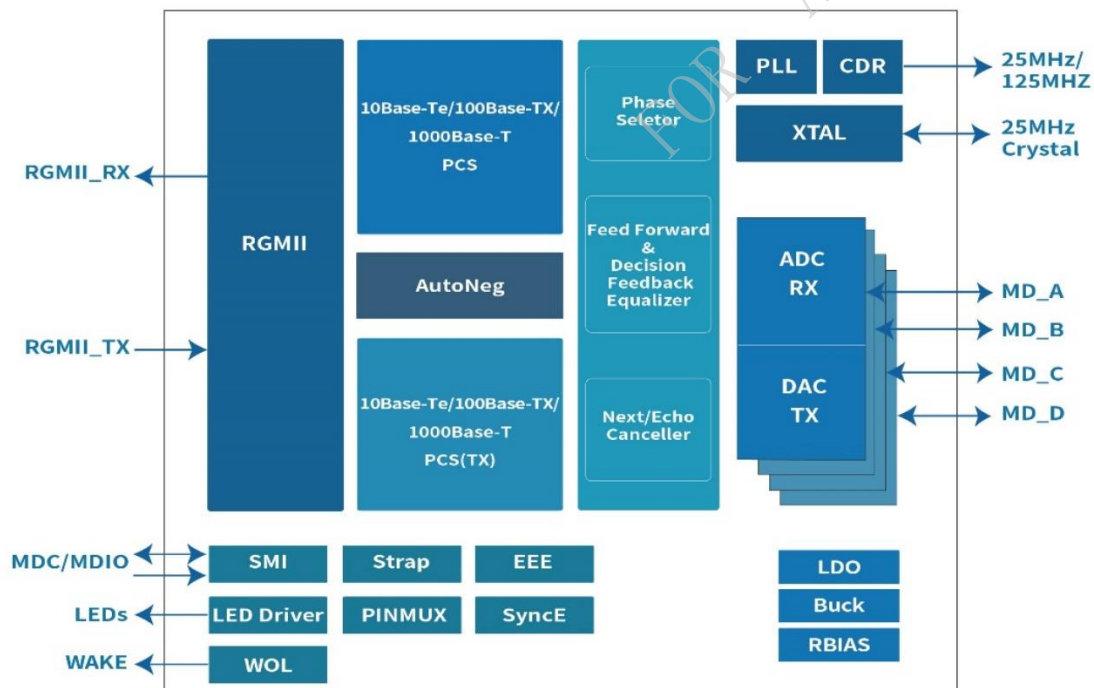 FOR
PLL
CDR
25MHz/
125MHZ
XTAL
25MHz
Crystal
10Base-Te/100Base-TX/
1000Base-T
PCS
Phase
Seletor
RGMII_RX
RGMII
Feed Forward
&
Decision
Feedback
Equalizer
ADC
RX
AutoNeg
MD_A
MD_B
RGMII_TX
MD_C
DAC
TX
MD_D
10Base-Te/100Base-TX/
1000Base-T
PCS(TX)
Next/Echo
Canceller
MDC/MDIO
SMI
Strap
EEE
LDO
LEDs
LED Driver
PINMUX
SyncE
Buck
WAKE
WOL
RBIAS